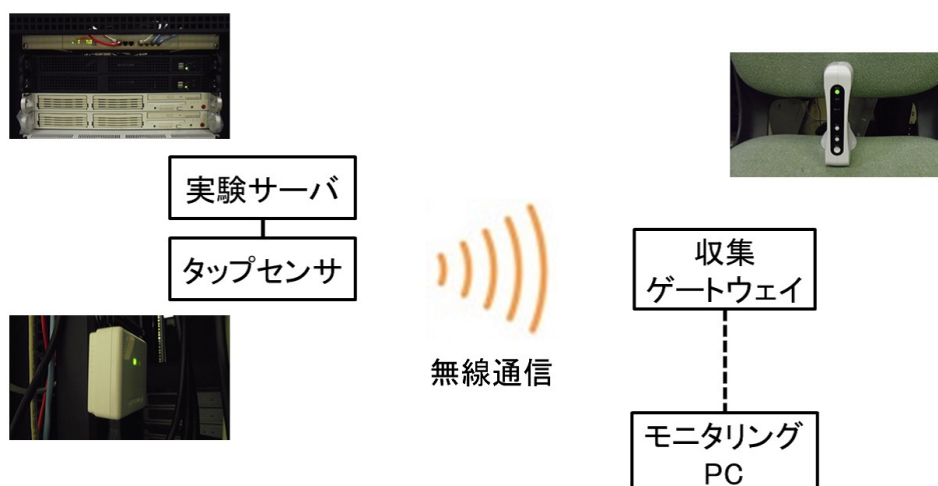 実験サーバ
タップセンサ
無線通信
収集
ゲートウェイ
モニタリング
PC